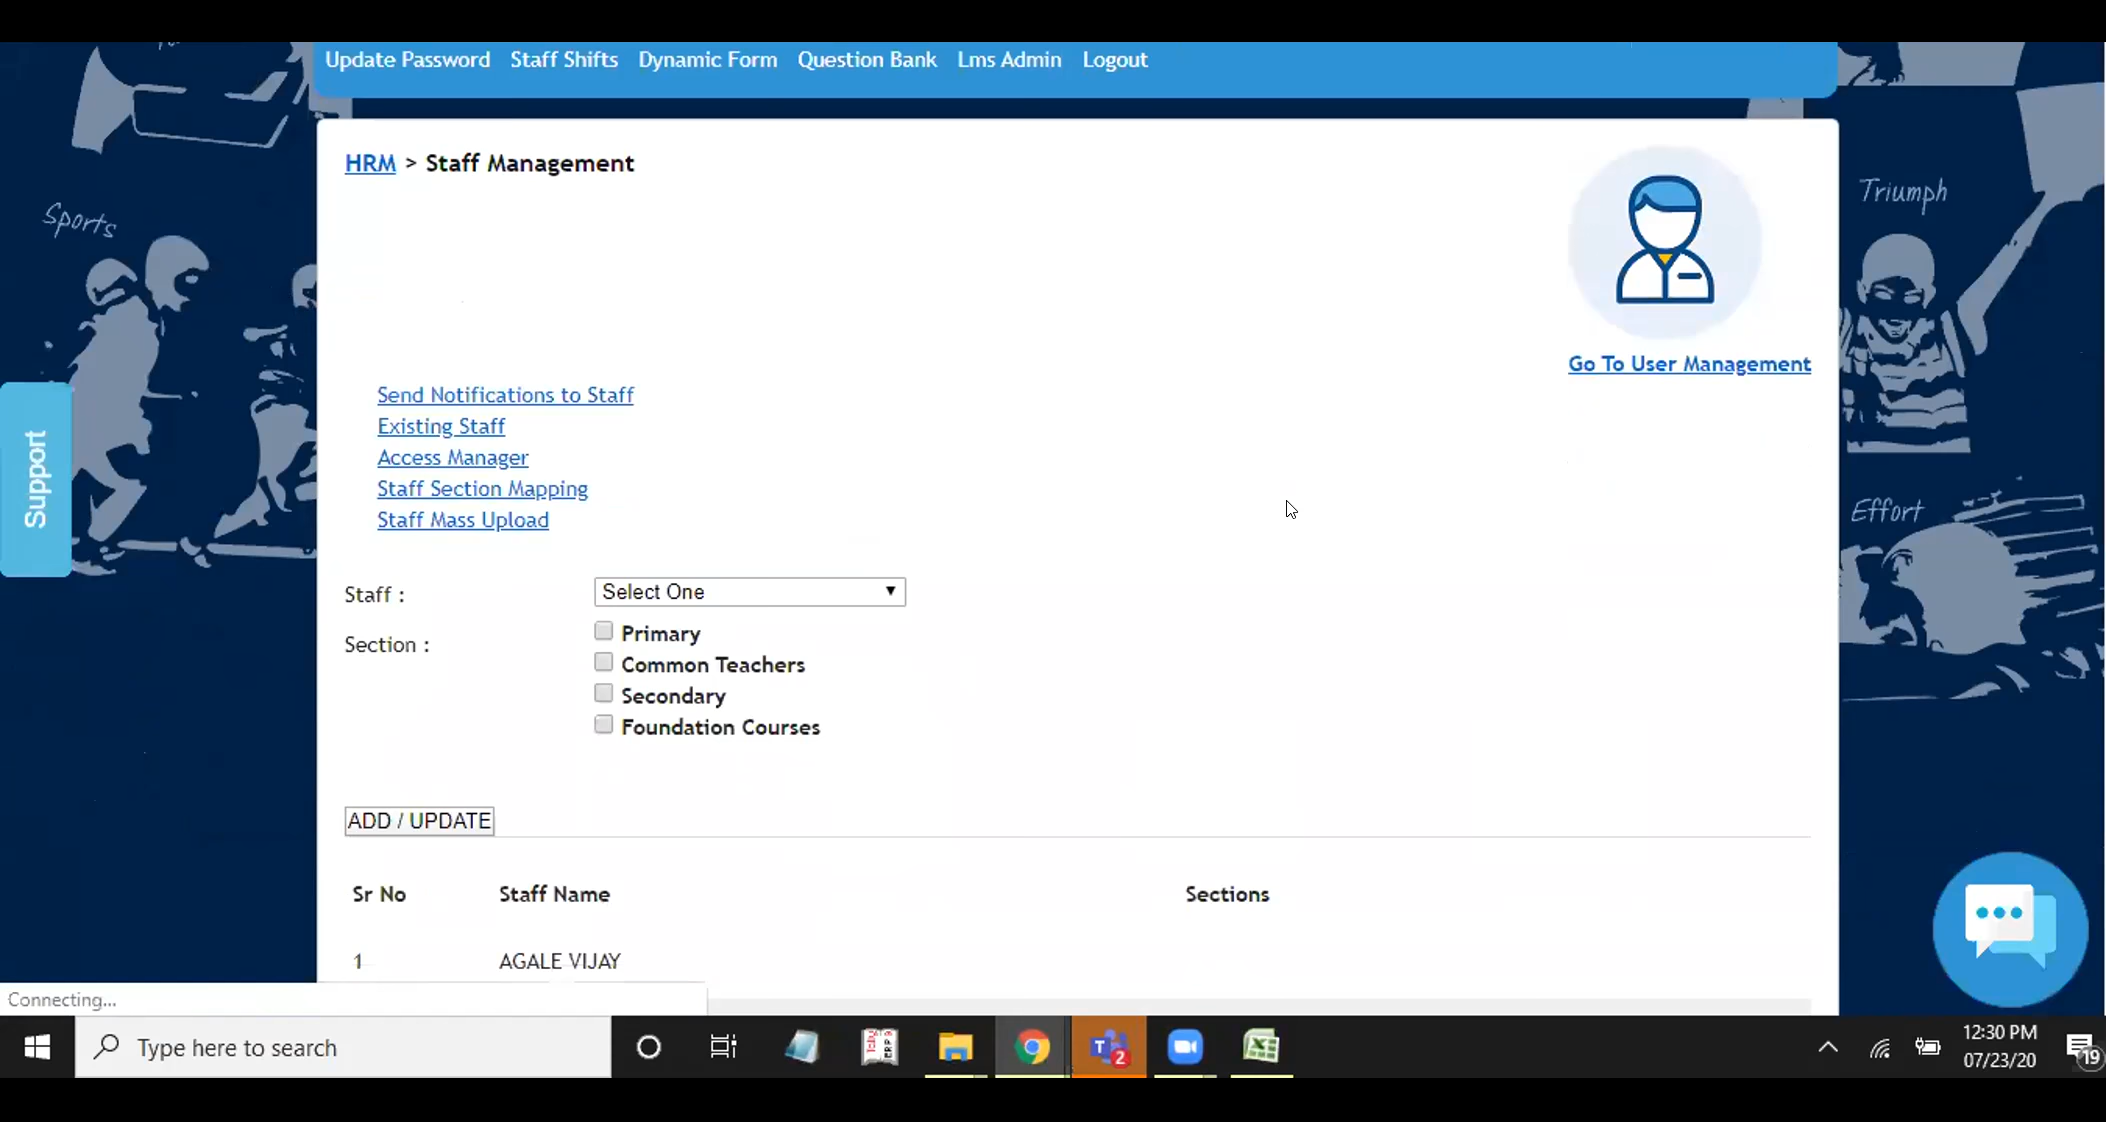 Update Password Staff Shifts Dynamic Form Question Bank Lms Admin Logout
HRM > Staff Management
Sports
Triumph
Go To User Management
Send Notifications to Staff
Existing Staff
Access Manager
Staff Section Mapping
Staff Mass Upload
Support
Effort
Staff : Select One
Section : Primary
Common Teachers
Secondary
Foundation Courses
ADD / UPDATE
Sr No Staff Name Sections
1 AGALE VIJAY
Connecting...
Type here to search
2
12:30 PM
07/23/20
19